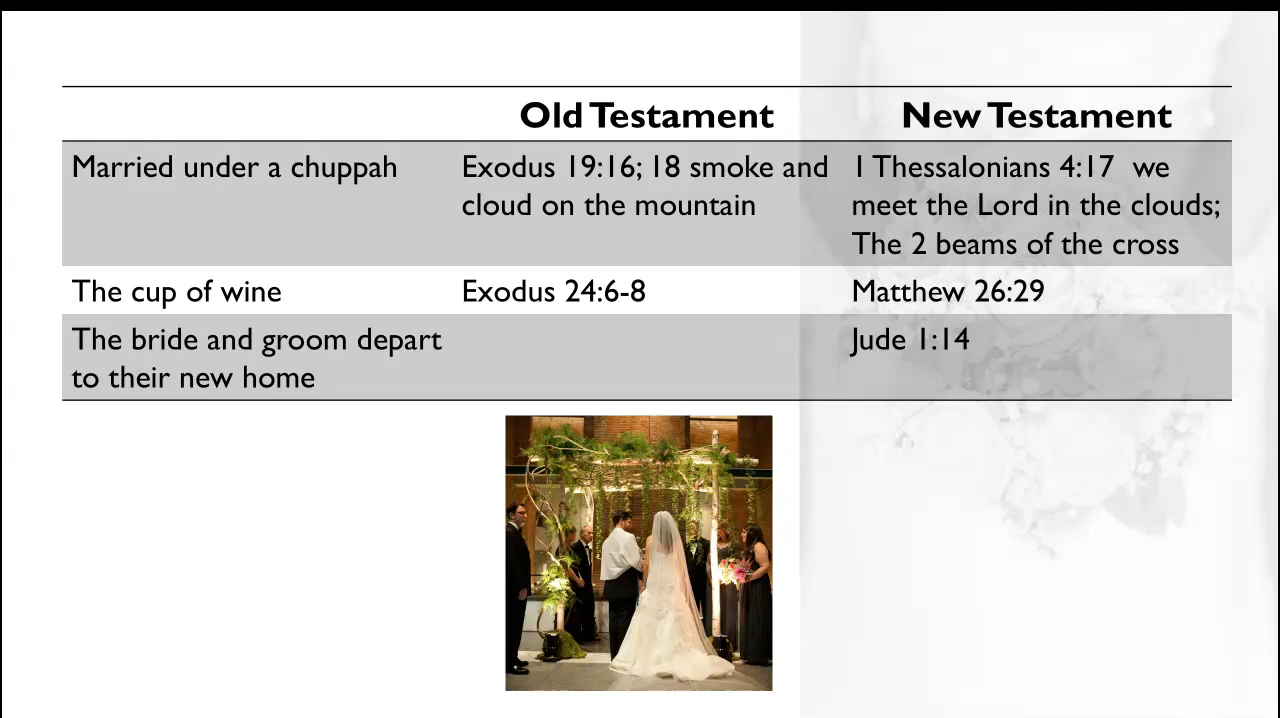 Old Testament New Testament
Married under a chuppah Exodus 19:16; 18 smoke and 1 Thessalonians 4:17 we
cloud on the mountain meet the Lord in the clouds;
The 2 beams of the cross
The cup of wine Exodus 24:6-8 Matthew 26:29
The bride and groom depart Jude 1:14
to their new home